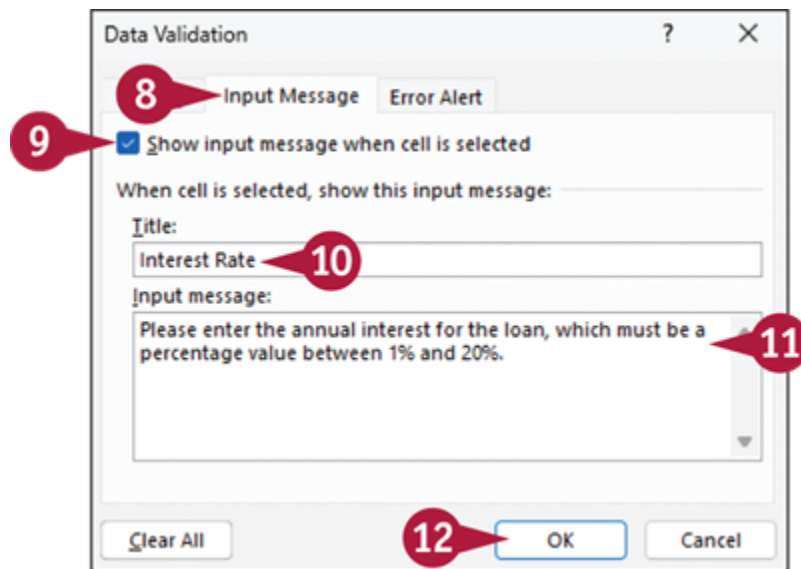 Data Validation ? ×
8 Input Message Error Alert
9 Show input message when cell is selected
When cell is selected, show this input message:
Title:
Interest Rate 10
Input message:
Please enter the annual interest for the loan, which must be a
percentage value between 1% and 20%.
11
Clear All 12 OK Cancel